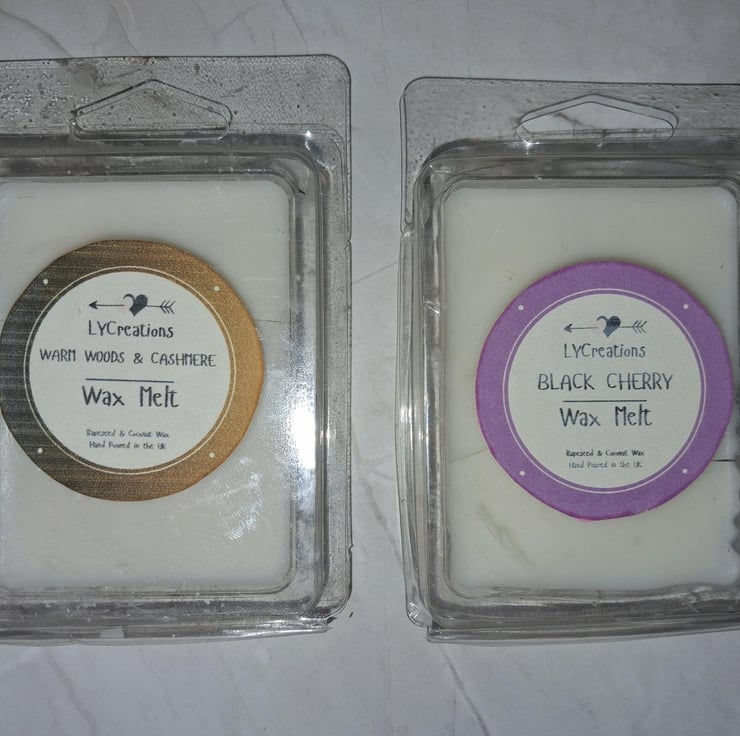 LYCreations
WARM WOODS & CASHMERE
Wax Melt
Rapeseed & Coconut Wax
Hand Poured in the UK
LYCreations
BLACK CHERRY
Wax Melt
Rapeseed & Coconut Wax
Hand Poured in the UK